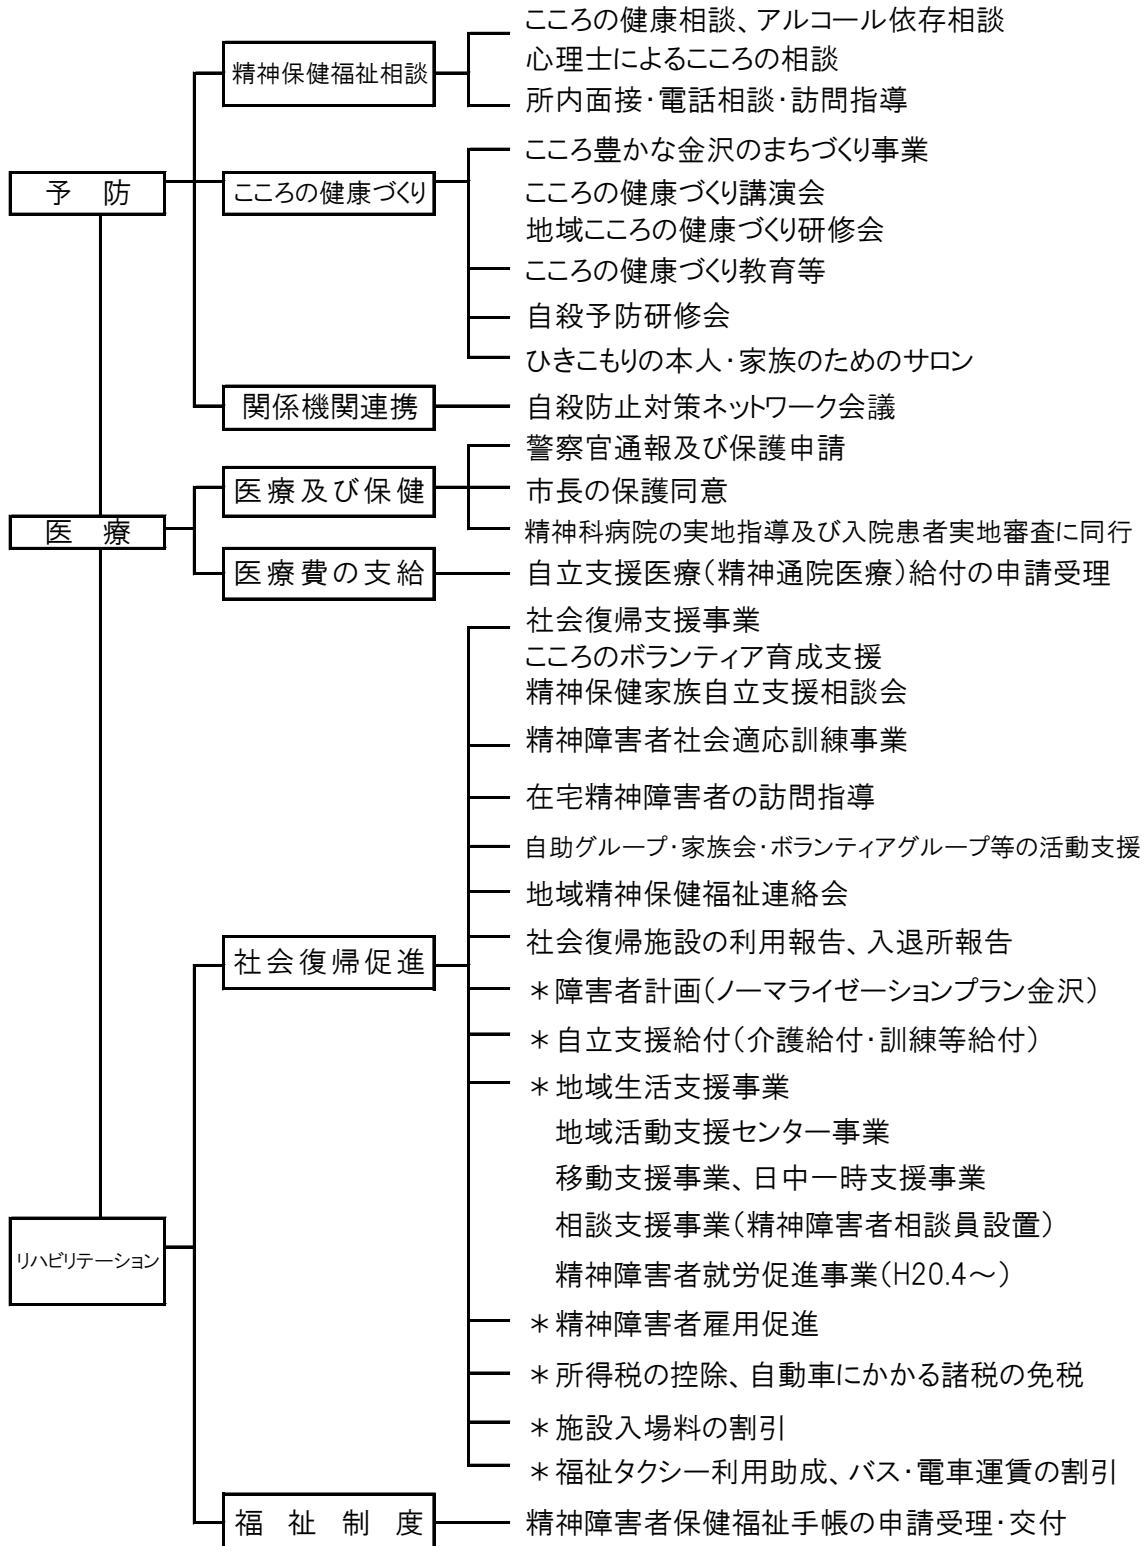 こころの健康相談、アルコール依存相談
精神保健福祉相談
心理士によるこころの相談
所内面接・電話相談・訪問指導
こころ豊かな金沢のまちづくり事業
予　防
こころの健康づくり
こころの健康づくり講演会
地域こころの健康づくり研修会
こころの健康づくり教育等
自殺予防研修会
ひきこもりの本人・家族のためのサロン
関係機関連携
自殺防止対策ネットワーク会議
警察官通報及び保護申請
医療及び保健
市長の保護同意
医　療
精神科病院の実地指導及び入院患者実地審査に同行
医療費の支給
自立支援医療（精神通院医療）給付の申請受理
社会復帰支援事業
こころのボランティア育成支援
精神保健家族自立支援相談会
精神障害者社会適応訓練事業
在宅精神障害者の訪問指導
自助グループ・家族会・ボランティアグループ等の活動支援
地域精神保健福祉連絡会
社会復帰促進
社会復帰施設の利用報告、入退所報告
＊障害者計画（ノーマライゼーションプラン金沢）
＊自立支援給付（介護給付・訓練等給付）
＊地域生活支援事業
地域活動支援センター事業
移動支援事業、日中一時支援事業
相談支援事業（精神障害者相談員設置）
リハビリテーション
精神障害者就労促進事業（H20.4～）
＊精神障害者雇用促進
＊所得税の控除、自動車にかかる諸税の免税
＊施設入場料の割引
＊福祉タクシー利用助成、バス・電車運賃の割引
福　祉　制　度
精神障害者保健福祉手帳の申請受理・交付